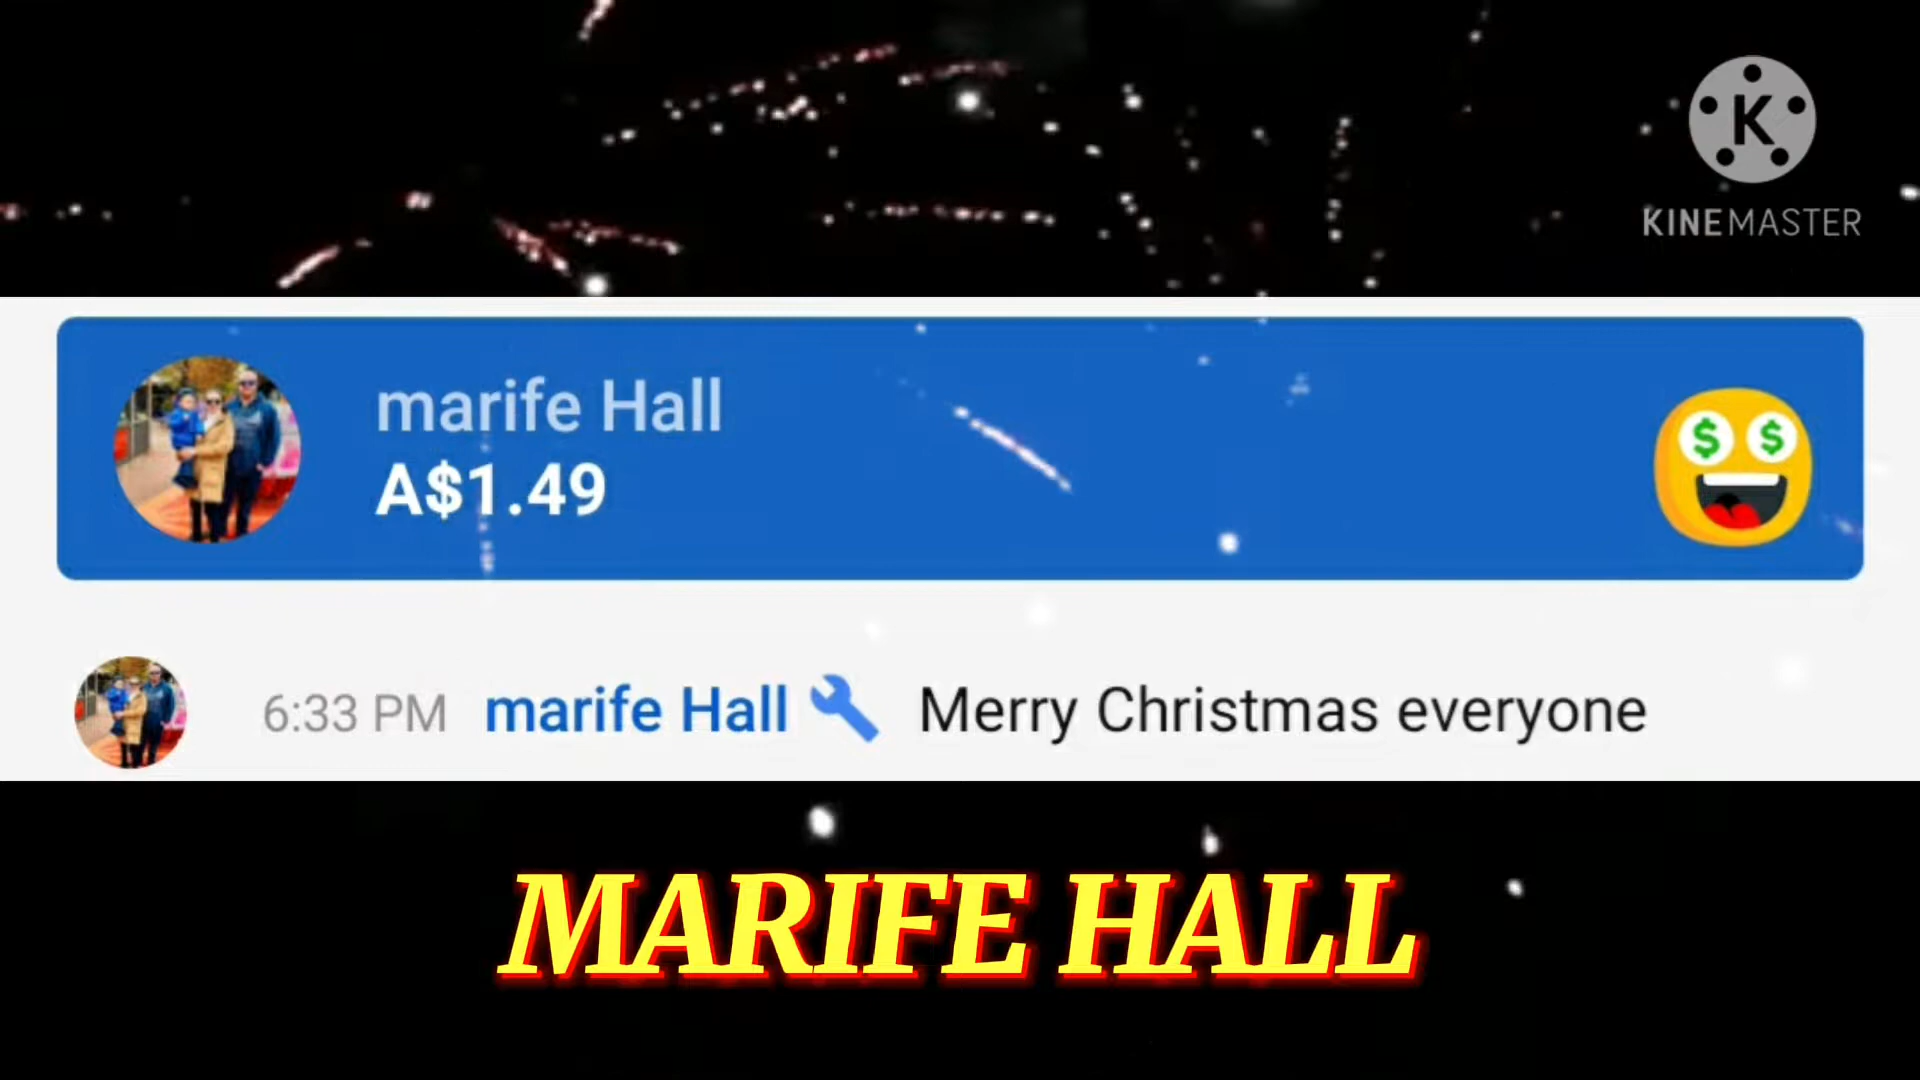 K
KINEMASTER
marife Hall
A$1.49
$ $
6:33 PM marife Hall Merry Christmas everyone
MARIFE HALL